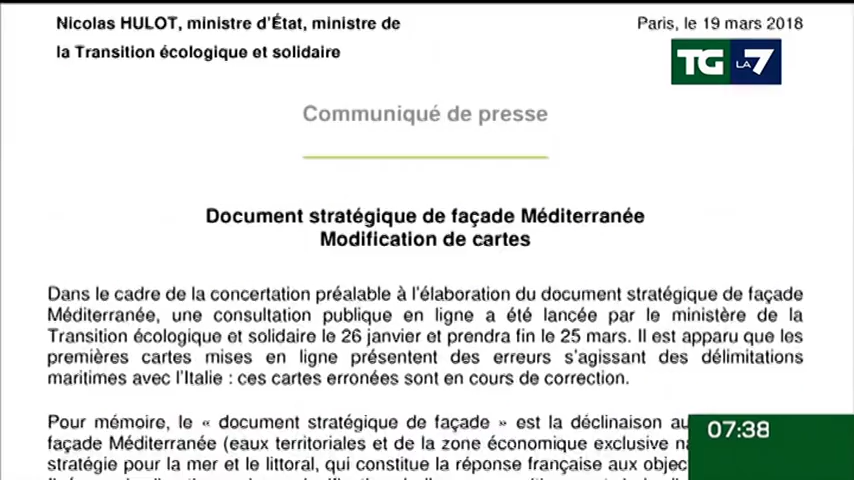 Nicolas HULOT, ministre d'État, ministre de
la Transition écologique et solidaire
Paris, le 19 mars 2018
TG LA7
Communiqué de presse
Document stratégique de façade Méditerranée
Modification de cartes
Dans le cadre de la concertation préalable à l'élaboration du document stratégique de façade
Méditerranée, une consultation publique en ligne a été lancée par le ministère de la
Transition écologique et solidaire le 26 janvier et prendra fin le 25 mars. Il est apparu que les
premières cartes mises en ligne présentent des erreurs s'agissant des délimitations
maritimes avec l'Italie : ces cartes erronées sont en cours de correction.
Pour mémoire, le « document stratégique de façade » est la déclinaison au
façade Méditerranée (eaux territoriales et de la zone économique exclusive na
stratégie pour la mer et le littoral, qui constitue la réponse française aux objec
07:38